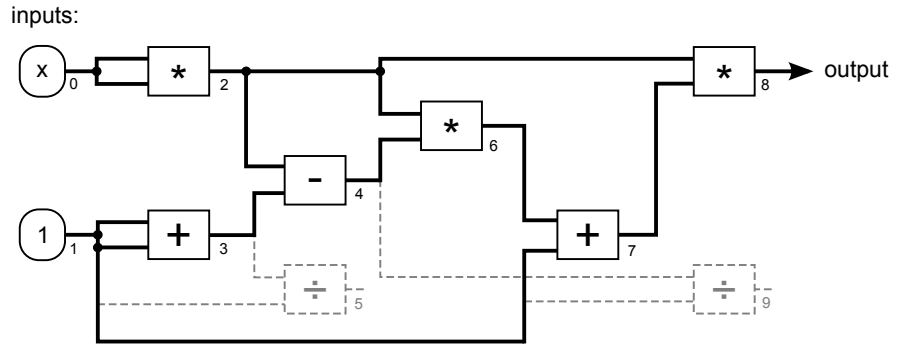 inputs:
x 0 * 2 * 8 output
* 6
- 4
1 1 + 3 + 7
÷ 5 ÷ 9